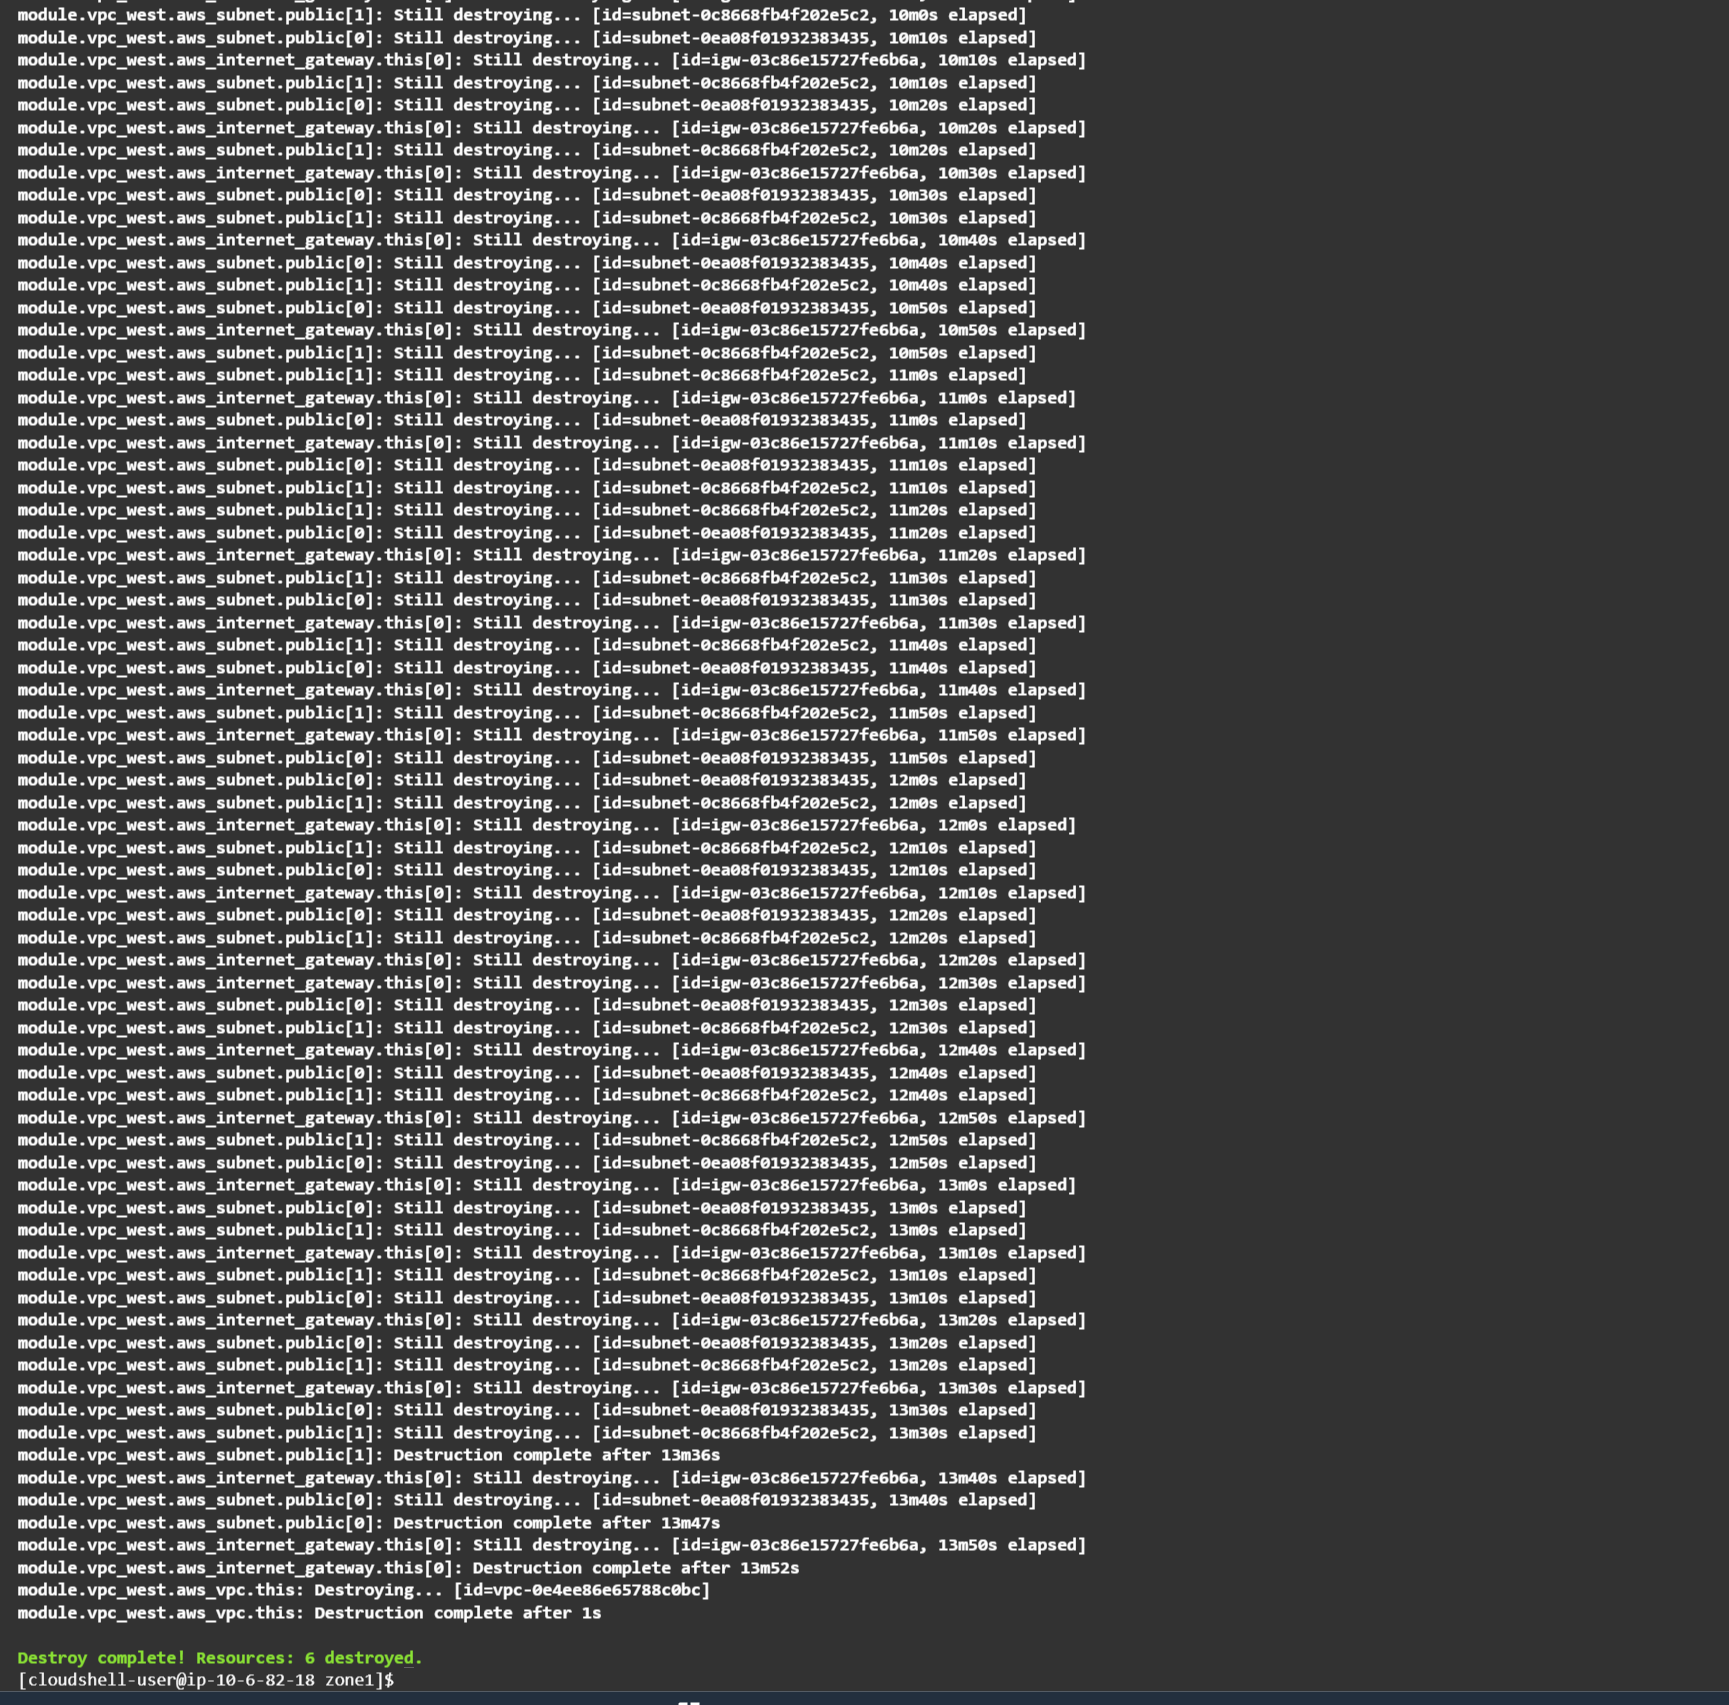 module.vpc_west.aws_subnet.public[1]: Still destroying... [id=subnet-0c8668fb4f202e5c2, 10m0s elapsed]
module.vpc_west.aws_subnet.public[0]: Still destroying... [id=subnet-0ea08f01932383435, 10m10s elapsed]
module.vpc_west.aws_internet_gateway.this[0]: Still destroying... [id=igw-03c86e15727fe6b6a, 10m10s elapsed]
module.vpc_west.aws_subnet.public[1]: Still destroying... [id=subnet-0c8668fb4f202e5c2, 10m10s elapsed]
module.vpc_west.aws_subnet.public[0]: Still destroying... [id=subnet-0ea08f01932383435, 10m20s elapsed]
module.vpc_west.aws_internet_gateway.this[0]: Still destroying... [id=igw-03c86e15727fe6b6a, 10m20s elapsed]
module.vpc_west.aws_subnet.public[1]: Still destroying... [id=subnet-0c8668fb4f202e5c2, 10m20s elapsed]
module.vpc_west.aws_internet_gateway.this[0]: Still destroying... [id=igw-03c86e15727fe6b6a, 10m30s elapsed]
module.vpc_west.aws_subnet.public[0]: Still destroying... [id=subnet-0ea08f01932383435, 10m30s elapsed]
module.vpc_west.aws_subnet.public[1]: Still destroying... [id=subnet-0c8668fb4f202e5c2, 10m30s elapsed]
module.vpc_west.aws_internet_gateway.this[0]: Still destroying... [id=igw-03c86e15727fe6b6a, 10m40s elapsed]
module.vpc_west.aws_subnet.public[0]: Still destroying... [id=subnet-0ea08f01932383435, 10m40s elapsed]
module.vpc_west.aws_subnet.public[1]: Still destroying... [id=subnet-0c8668fb4f202e5c2, 10m40s elapsed]
module.vpc_west.aws_subnet.public[0]: Still destroying... [id=subnet-0ea08f01932383435, 10m50s elapsed]
module.vpc_west.aws_internet_gateway.this[0]: Still destroying... [id=igw-03c86e15727fe6b6a, 10m50s elapsed]
module.vpc_west.aws_subnet.public[1]: Still destroying... [id=subnet-0c8668fb4f202e5c2, 10m50s elapsed]
module.vpc_west.aws_subnet.public[1]: Still destroying... [id=subnet-0c8668fb4f202e5c2, 11m0s elapsed]
module.vpc_west.aws_internet_gateway.this[0]: Still destroying... [id=igw-03c86e15727fe6b6a, 11m0s elapsed]
module.vpc_west.aws_subnet.public[0]: Still destroying... [id=subnet-0ea08f01932383435, 11m0s elapsed]
module.vpc_west.aws_internet_gateway.this[0]: Still destroying... [id=igw-03c86e15727fe6b6a, 11m10s elapsed]
module.vpc_west.aws_subnet.public[0]: Still destroying... [id=subnet-0ea08f01932383435, 11m10s elapsed]
module.vpc_west.aws_subnet.public[1]: Still destroying... [id=subnet-0c8668fb4f202e5c2, 11m10s elapsed]
module.vpc_west.aws_subnet.public[1]: Still destroying... [id=subnet-0c8668fb4f202e5c2, 11m20s elapsed]
module.vpc_west.aws_subnet.public[0]: Still destroying... [id=subnet-0ea08f01932383435, 11m20s elapsed]
module.vpc_west.aws_internet_gateway.this[0]: Still destroying... [id=igw-03c86e15727fe6b6a, 11m20s elapsed]
module.vpc_west.aws_subnet.public[1]: Still destroying... [id=subnet-0c8668fb4f202e5c2, 11m30s elapsed]
module.vpc_west.aws_subnet.public[0]: Still destroying... [id=subnet-0ea08f01932383435, 11m30s elapsed]
module.vpc_west.aws_internet_gateway.this[0]: Still destroying... [id=igw-03c86e15727fe6b6a, 11m30s elapsed]
module.vpc_west.aws_subnet.public[1]: Still destroying... [id=subnet-0c8668fb4f202e5c2, 11m40s elapsed]
module.vpc_west.aws_subnet.public[0]: Still destroying... [id=subnet-0ea08f01932383435, 11m40s elapsed]
module.vpc_west.aws_internet_gateway.this[0]: Still destroying... [id=igw-03c86e15727fe6b6a, 11m40s elapsed]
module.vpc_west.aws_subnet.public[1]: Still destroying... [id=subnet-0c8668fb4f202e5c2, 11m50s elapsed]
module.vpc_west.aws_internet_gateway.this[0]: Still destroying... [id=igw-03c86e15727fe6b6a, 11m50s elapsed]
module.vpc_west.aws_subnet.public[0]: Still destroying... [id=subnet-0ea08f01932383435, 11m50s elapsed]
module.vpc_west.aws_subnet.public[0]: Still destroying... [id=subnet-0ea08f01932383435, 12m0s elapsed]
module.vpc_west.aws_subnet.public[1]: Still destroying... [id=subnet-0c8668fb4f202e5c2, 12m0s elapsed]
module.vpc_west.aws_internet_gateway.this[0]: Still destroying... [id=igw-03c86e15727fe6b6a, 12m0s elapsed]
module.vpc_west.aws_subnet.public[1]: Still destroying... [id=subnet-0c8668fb4f202e5c2, 12m10s elapsed]
module.vpc_west.aws_subnet.public[0]: Still destroying... [id=subnet-0ea08f01932383435, 12m10s elapsed]
module.vpc_west.aws_internet_gateway.this[0]: Still destroying... [id=igw-03c86e15727fe6b6a, 12m10s elapsed]
module.vpc_west.aws_subnet.public[0]: Still destroying... [id=subnet-0ea08f01932383435, 12m20s elapsed]
module.vpc_west.aws_subnet.public[1]: Still destroying... [id=subnet-0c8668fb4f202e5c2, 12m20s elapsed]
module.vpc_west.aws_internet_gateway.this[0]: Still destroying... [id=igw-03c86e15727fe6b6a, 12m20s elapsed]
module.vpc_west.aws_internet_gateway.this[0]: Still destroying... [id=igw-03c86e15727fe6b6a, 12m30s elapsed]
module.vpc_west.aws_subnet.public[0]: Still destroying... [id=subnet-0ea08f01932383435, 12m30s elapsed]
module.vpc_west.aws_subnet.public[1]: Still destroying... [id=subnet-0c8668fb4f202e5c2, 12m30s elapsed]
module.vpc_west.aws_internet_gateway.this[0]: Still destroying... [id=igw-03c86e15727fe6b6a, 12m40s elapsed]
module.vpc_west.aws_subnet.public[0]: Still destroying... [id=subnet-0ea08f01932383435, 12m40s elapsed]
module.vpc_west.aws_subnet.public[1]: Still destroying... [id=subnet-0c8668fb4f202e5c2, 12m40s elapsed]
module.vpc_west.aws_internet_gateway.this[0]: Still destroying... [id=igw-03c86e15727fe6b6a, 12m50s elapsed]
module.vpc_west.aws_subnet.public[1]: Still destroying... [id=subnet-0c8668fb4f202e5c2, 12m50s elapsed]
module.vpc_west.aws_subnet.public[0]: Still destroying... [id=subnet-0ea08f01932383435, 12m50s elapsed]
module.vpc_west.aws_internet_gateway.this[0]: Still destroying... [id=igw-03c86e15727fe6b6a, 13m0s elapsed]
module.vpc_west.aws_subnet.public[0]: Still destroying... [id=subnet-0ea08f01932383435, 13m0s elapsed]
module.vpc_west.aws_subnet.public[1]: Still destroying... [id=subnet-0c8668fb4f202e5c2, 13m0s elapsed]
module.vpc_west.aws_internet_gateway.this[0]: Still destroying... [id=igw-03c86e15727fe6b6a, 13m10s elapsed]
module.vpc_west.aws_subnet.public[1]: Still destroying... [id=subnet-0c8668fb4f202e5c2, 13m10s elapsed]
module.vpc_west.aws_subnet.public[0]: Still destroying... [id=subnet-0ea08f01932383435, 13m10s elapsed]
module.vpc_west.aws_internet_gateway.this[0]: Still destroying... [id=igw-03c86e15727fe6b6a, 13m20s elapsed]
module.vpc_west.aws_subnet.public[0]: Still destroying... [id=subnet-0ea08f01932383435, 13m20s elapsed]
module.vpc_west.aws_subnet.public[1]: Still destroying... [id=subnet-0c8668fb4f202e5c2, 13m20s elapsed]
module.vpc_west.aws_internet_gateway.this[0]: Still destroying... [id=igw-03c86e15727fe6b6a, 13m30s elapsed]
module.vpc_west.aws_subnet.public[0]: Still destroying... [id=subnet-0ea08f01932383435, 13m30s elapsed]
module.vpc_west.aws_subnet.public[1]: Still destroying... [id=subnet-0c8668fb4f202e5c2, 13m30s elapsed]
module.vpc_west.aws_subnet.public[1]: Destruction complete after 13m36s
module.vpc_west.aws_internet_gateway.this[0]: Still destroying... [id=igw-03c86e15727fe6b6a, 13m40s elapsed]
module.vpc_west.aws_subnet.public[0]: Still destroying... [id=subnet-0ea08f01932383435, 13m40s elapsed]
module.vpc_west.aws_subnet.public[0]: Destruction complete after 13m47s
module.vpc_west.aws_internet_gateway.this[0]: Still destroying... [id=igw-03c86e15727fe6b6a, 13m50s elapsed]
module.vpc_west.aws_internet_gateway.this[0]: Destruction complete after 13m52s
module.vpc_west.aws_vpc.this: Destroying... [id=vpc-0e4ee86e65788c0bc]
module.vpc_west.aws_vpc.this: Destruction complete after 1s
Destroy complete! Resources: 6 destroyed.
[cloudshell-user@ip-10-6-82-18 zone1]$